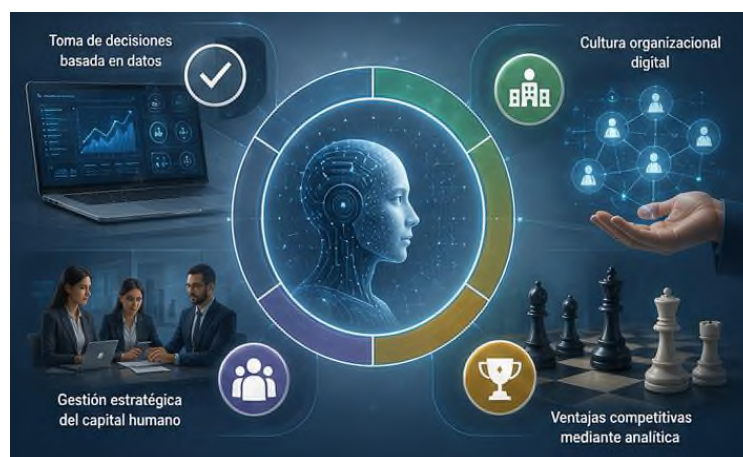 Toma de decisiones
basada en datos
Cultura organizacional
digital
Gestión estratégica
del capital humano
Ventajas competitivas
mediante analítica